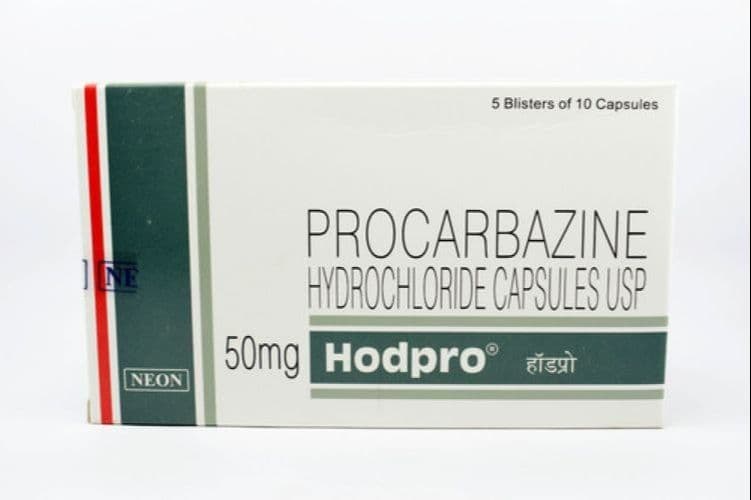 5 Blisters of 10 Capsules
PROCARBAZINE
HYDROCHLORIDE CAPSULES USP
50mg Hodpro® हॉडप्रो
NE
NEON